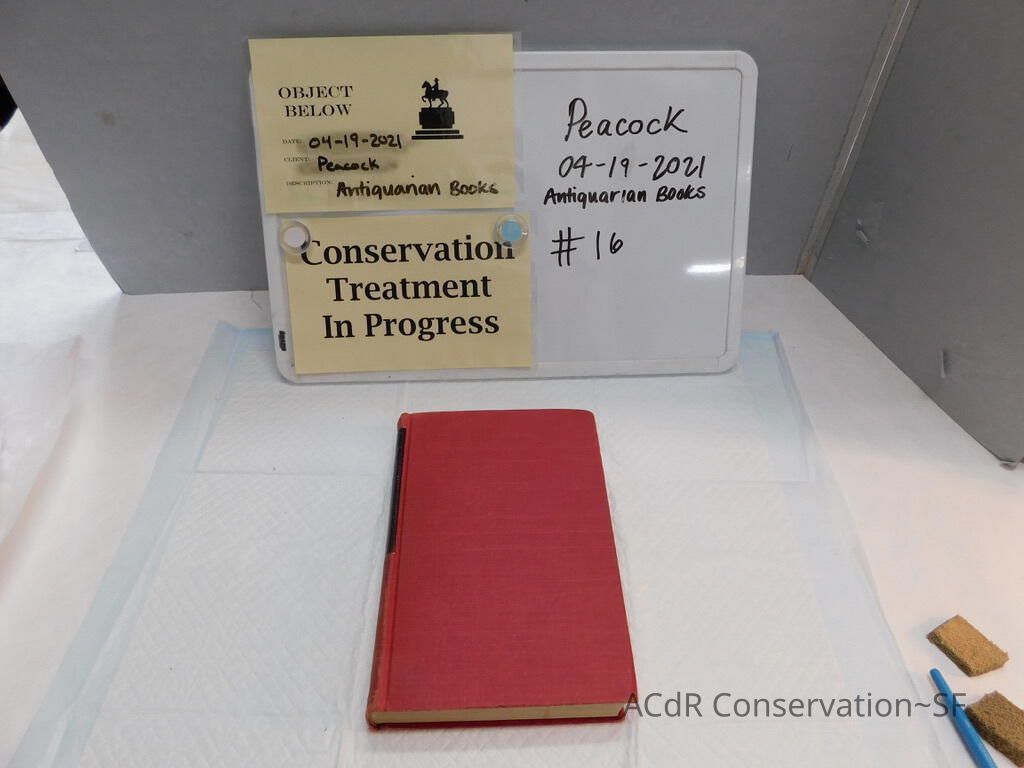 OBJECT
BELOW
DATE: 04-19-2021
CLIENT: Peacock
DESCRIPTION: Antiquarian Books
Conservation
Treatment
In Progress
Peacock
04-19-2021
Antiquarian Books
#16
ACdR Conservation~SF